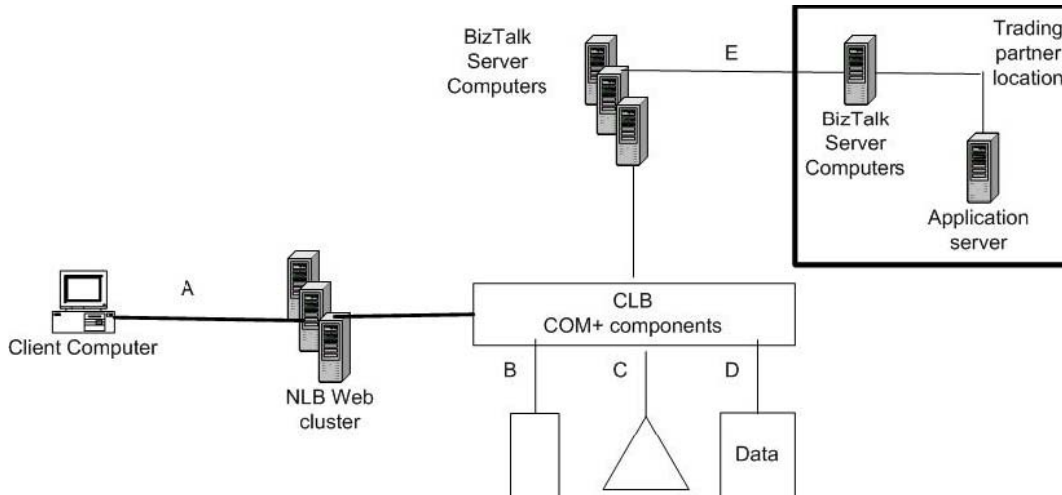 BizTalk
Server
Computers
E
Trading
partner
location
BizTalk
Server
Computers
Application
server
A
Client Computer
NLB Web
cluster
CLB
COM+ components
B
C
D
Data